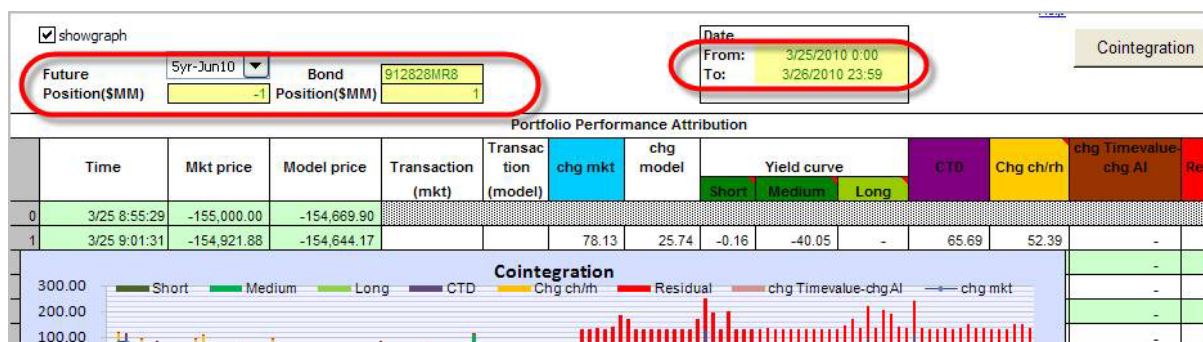 Help
showgraph
Future Position($MM) 5yr-Jun10 -1 Bond Position($MM) 912828MR8 1
Date
From: 3/25/2010 0:00
To: 3/26/2010 23:59
Cointegration
Portfolio Performance Attribution
Time Mkt price Model price Transaction (mkt) Transaction (model) chg mkt chg model Yield curve CTD Chg ch/rh chg Timevalue-chg AI Re
Short Medium Long
0 3/25 8:55:29 -155,000.00 -154,669.90
1 3/25 9:01:31 -154,921.88 -154,644.17 78.13 25.74 -0.16 -40.05 - 65.69 52.39 -
Cointegration
Short Medium Long CTD Chg ch/rh Residual chg Timevalue-chgAI chg mkt
300.00
200.00
100.00
-
-
-
-